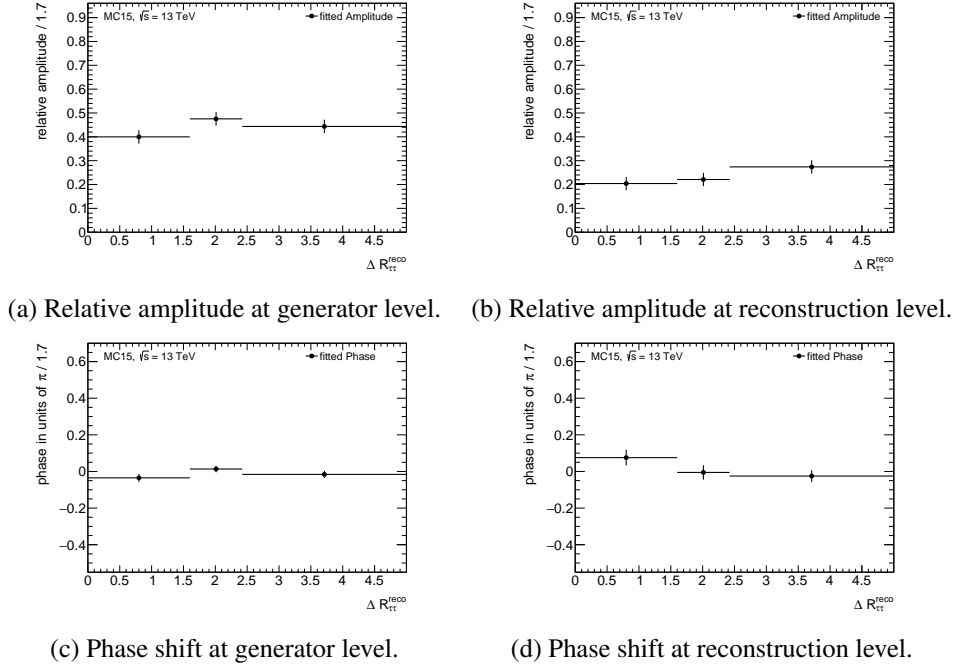 MC15, √s = 13 TeV
fitted Amplitude
relative amplitude / 1.7
0.9
0.8
0.7
0.6
0.5
0.4
0.3
0.2
0.1
0
0 0.5 1 1.5 2 2.5 3 3.5 4 4.5
Δ R_ττ^reco
MC15, √s = 13 TeV
fitted Amplitude
relative amplitude / 1.7
0.9
0.8
0.7
0.6
0.5
0.4
0.3
0.2
0.1
0
0 0.5 1 1.5 2 2.5 3 3.5 4 4.5
Δ R_ττ^reco
(a) Relative amplitude at generator level.
(b) Relative amplitude at reconstruction level.
MC15, √s = 13 TeV
fitted Phase
phase in units of π / 1.7
0.6
0.4
0.2
0
−0.2
−0.4
0 0.5 1 1.5 2 2.5 3 3.5 4 4.5
Δ R_ττ^reco
MC15, √s = 13 TeV
fitted Phase
phase in units of π / 1.7
0.6
0.4
0.2
0
−0.2
−0.4
0 0.5 1 1.5 2 2.5 3 3.5 4 4.5
Δ R_ττ^reco
(c) Phase shift at generator level.
(d) Phase shift at reconstruction level.